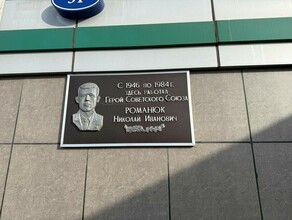 С 1946 по 1984 г.
ЗДЕСЬ РАБОТАЛ
ГЕРОЙ СОВЕТСКОГО СОЮЗА
РОМАНЮК
НИКОЛАЙ ИВАНОВИЧ